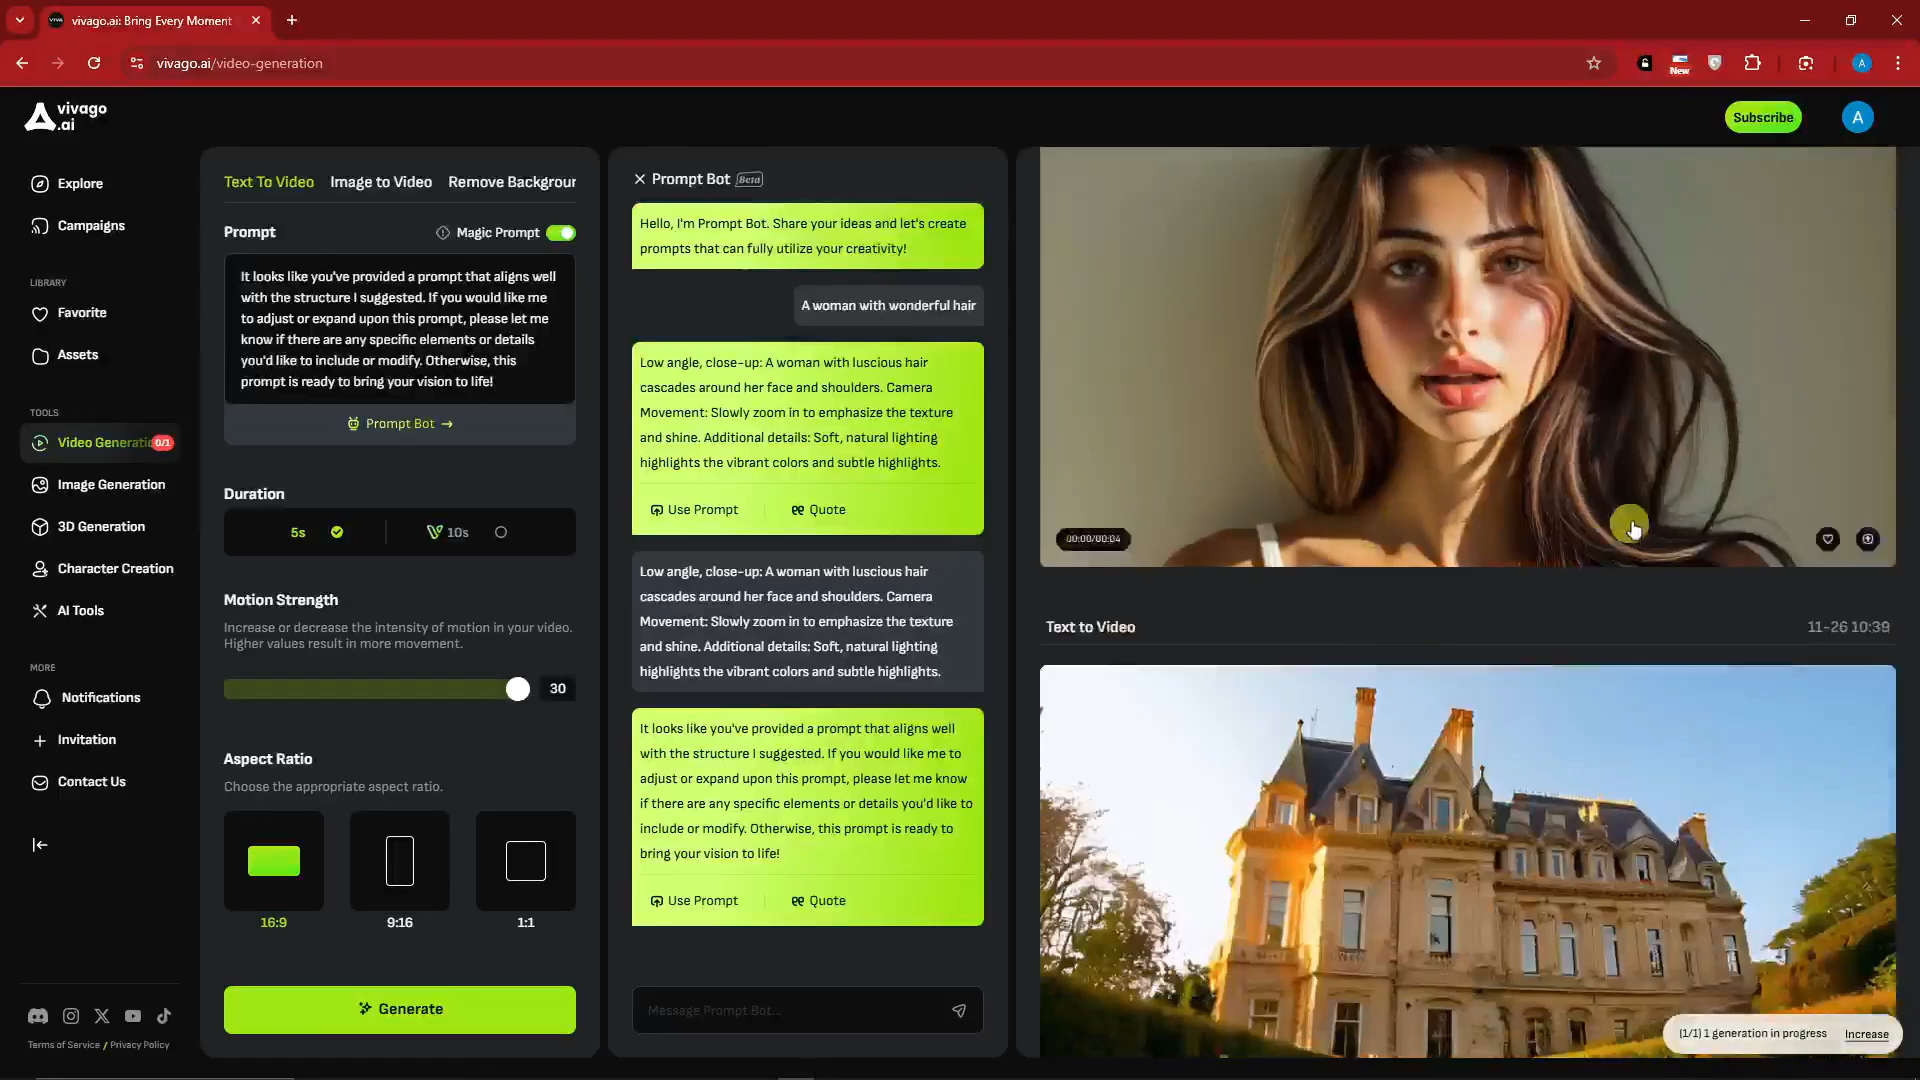 vivago.ai: Bring Every Moment
vivago.ai/video-generation
New
A
vivago
.ai
Subscribe
A
Explore
Campaigns
LIBRARY
Favorite
Assets
TOOLS
Video Generatio
0/1
Image Generation
3D Generation
Character Creation
AI Tools
MORE
Notifications
Invitation
Contact Us
Terms of Service / Privacy Policy
Text To Video
Image to Video
Remove Backgroun
Prompt
Magic Prompt
It looks like you've provided a prompt that aligns well
with the structure I suggested. If you would like me
to adjust or expand upon this prompt, please let me
know if there are any specific elements or details
you'd like to include or modify. Otherwise, this
prompt is ready to bring your vision to life!
Prompt Bot →
Duration
5s
10s
Motion Strength
Increase or decrease the intensity of motion in your video.
Higher values result in more movement.
30
Aspect Ratio
Choose the appropriate aspect ratio.
16:9
9:16
1:1
Generate
Prompt Bot Beta
Hello, I'm Prompt Bot. Share your ideas and let's create
prompts that can fully utilize your creativity!
A woman with wonderful hair
Low angle, close-up: A woman with luscious hair
cascades around her face and shoulders. Camera
Movement: Slowly zoom in to emphasize the texture
and shine. Additional details: Soft, natural lighting
highlights the vibrant colors and subtle highlights.
Use Prompt
Quote
Low angle, close-up: A woman with luscious hair
cascades around her face and shoulders. Camera
Movement: Slowly zoom in to emphasize the texture
and shine. Additional details: Soft, natural lighting
highlights the vibrant colors and subtle highlights.
It looks like you've provided a prompt that aligns well
with the structure I suggested. If you would like me to
adjust or expand upon this prompt, please let me know
if there are any specific elements or details you'd like to
include or modify. Otherwise, this prompt is ready to
bring your vision to life!
Use Prompt
Quote
Message Prompt Bot...
00:00/00:04
Text to Video
11-26 10:39
(1/1) 1 generation in progress
Increase